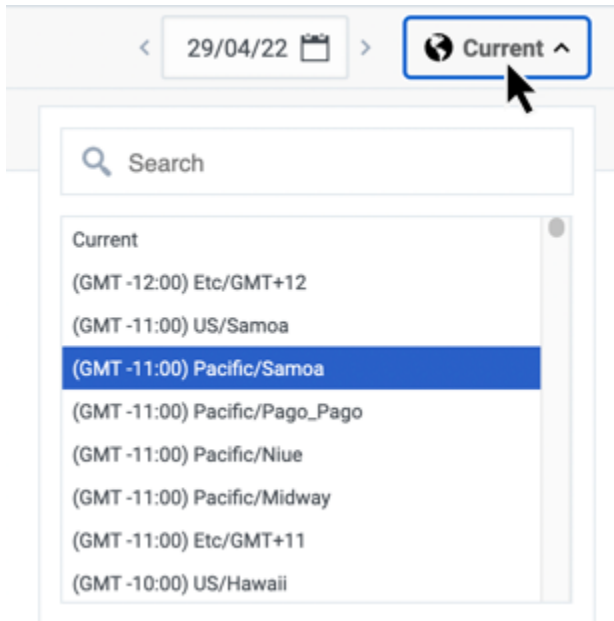 29/04/22
Current
Search
Current
(GMT -12:00) Etc/GMT+12
(GMT -11:00) US/Samoa
(GMT -11:00) Pacific/Samoa
(GMT -11:00) Pacific/Pago_Pago
(GMT -11:00) Pacific/Niue
(GMT -11:00) Pacific/Midway
(GMT -11:00) Etc/GMT+11
(GMT -10:00) US/Hawaii